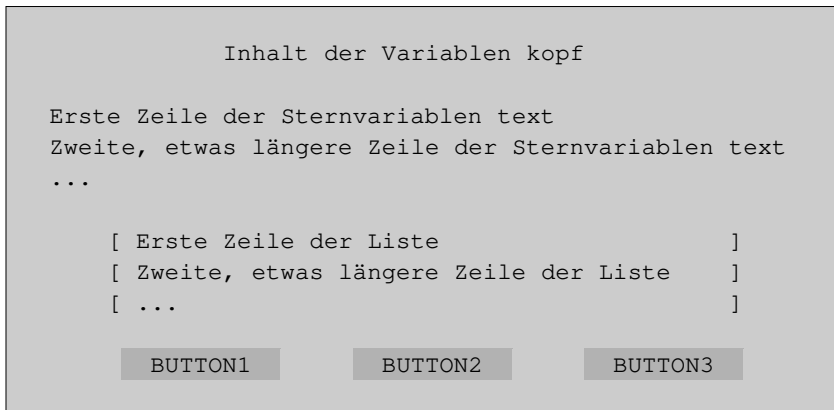 Inhalt der Variablen kopf
Erste Zeile der Sternvariablen text
Zweite, etwas längere Zeile der Sternvariablen text
...
[ Erste Zeile der Liste ]
[ Zweite, etwas längere Zeile der Liste ]
[ ... ]
BUTTON1 BUTTON2 BUTTON3